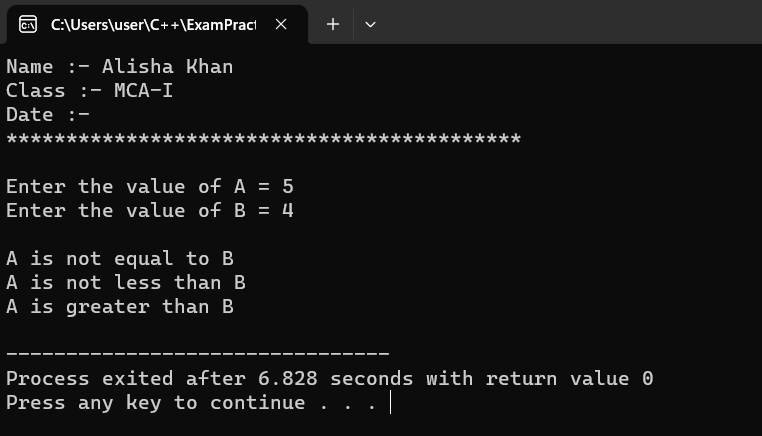 C:\Users\user\C++\ExamPract
Name :- Alisha Khan
Class :- MCA-I
Date :-
*******************************************
Enter the value of A = 5
Enter the value of B = 4
A is not equal to B
A is not less than B
A is greater than B
--------------------------------
Process exited after 6.828 seconds with return value 0
Press any key to continue . . .